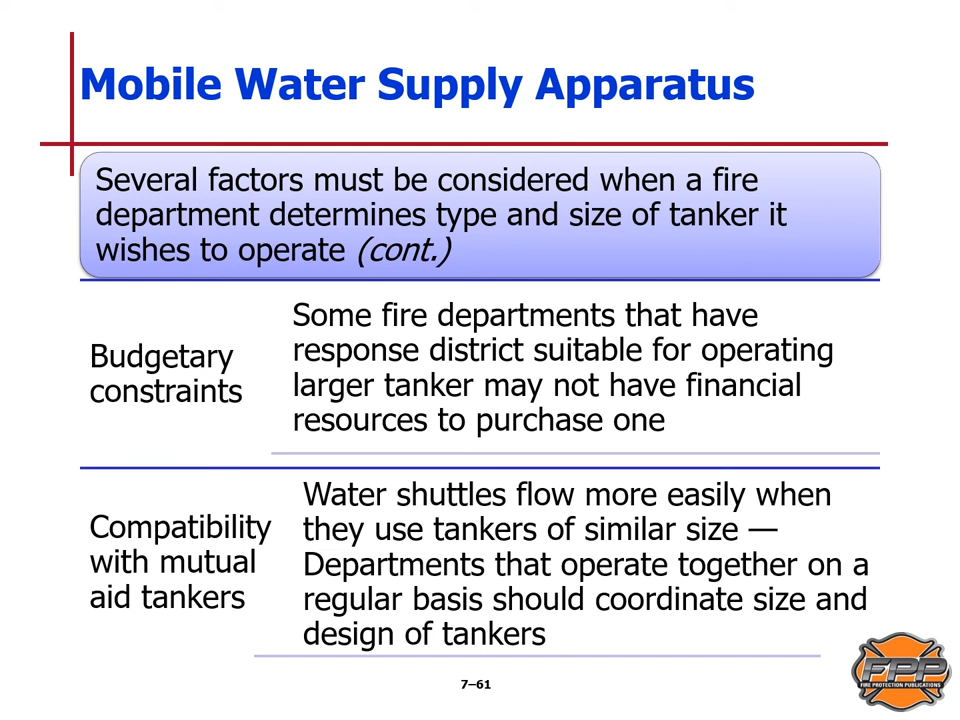 Mobile Water Supply Apparatus
Several factors must be considered when a fire
department determines type and size of tanker it
wishes to operate (cont.)
Budgetary
constraints
Some fire departments that have
response district suitable for operating
larger tanker may not have financial
resources to purchase one
Compatibility
with mutual
aid tankers
Water shuttles flow more easily when
they use tankers of similar size —
Departments that operate together on a
regular basis should coordinate size and
design of tankers
FPP
FIRE PROTECTION PUBLICATIONS
7–61